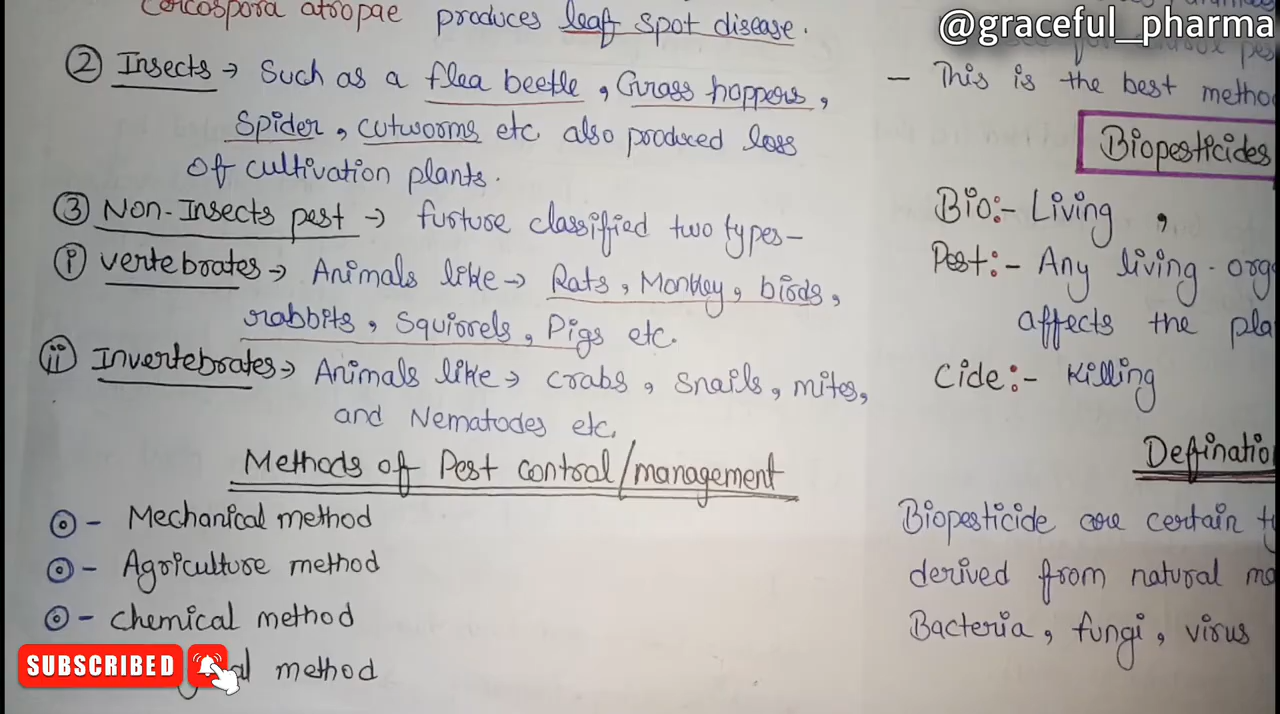 Cercospora atropae produces leaf spot disease.
② Insects → Such as a flea beetle, Grass hoppers,
Spider, cutworms etc also produced loss
of cultivation plants.
③ Non-Insects pest → furture classified two types-
ⓘ vertebrates → Animals like → Rats, Monkey, birds,
rabbits, Squirrels, Pigs etc.
ⓘⓘ Invertebrates → Animals like → crabs, snails, mites,
and Nematodes etc.
Methods of Pest control/management
⊙ - Mechanical method
⊙ - Agriculture method
⊙ - chemical method
method
SUBSCRIBED
@graceful_pharma
- This is the best metho
Biopesticides
Bio:- Living,
Pest:- Any living-org
affects the pla
Cide:- Killing
Definatio
Biopesticide are certain
derived from natural
Bacteria, fungi, virus